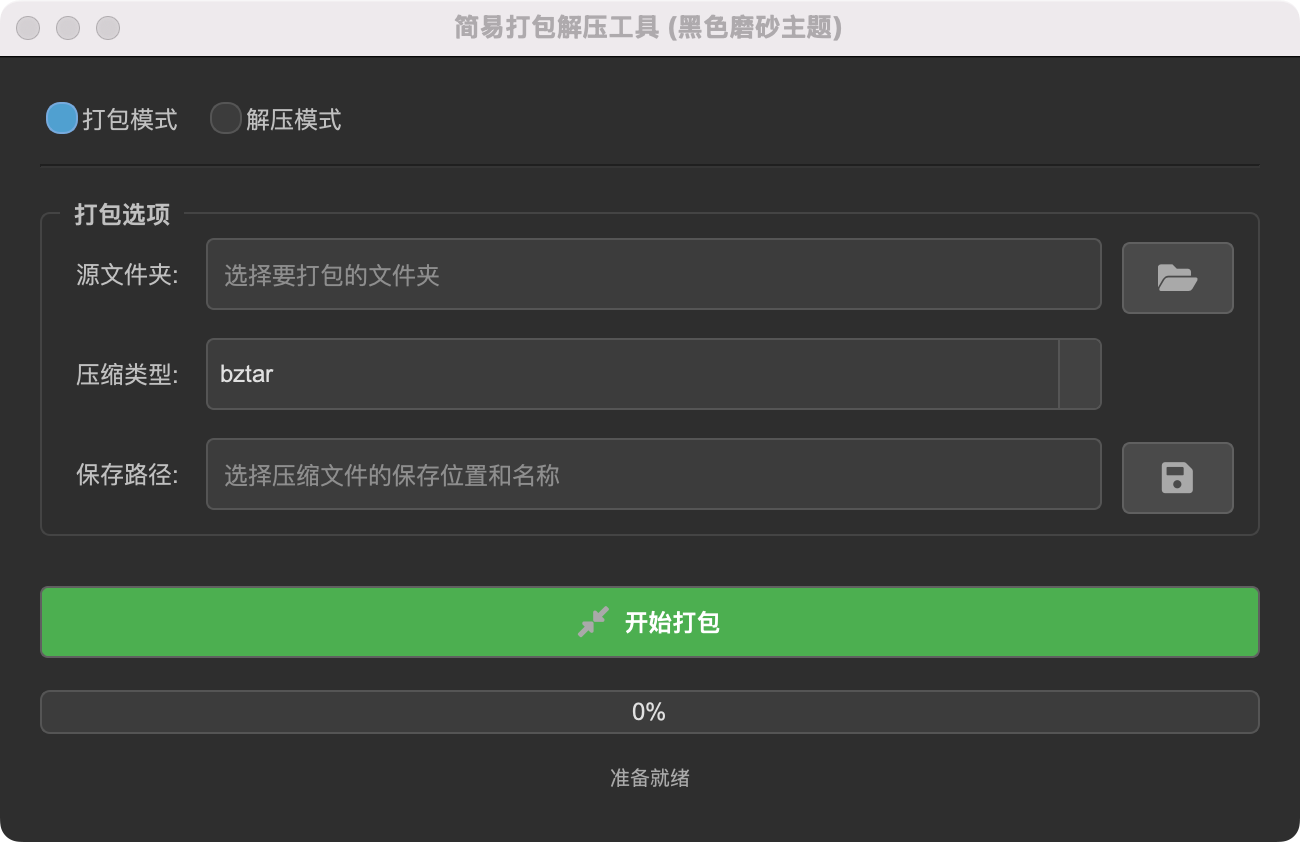 简易打包解压工具 (黑色磨砂主题)
打包模式 解压模式
打包选项
源文件夹: 选择要打包的文件夹
压缩类型: bztar
保存路径: 选择压缩文件的保存位置和名称
开始打包
0%
准备就绪